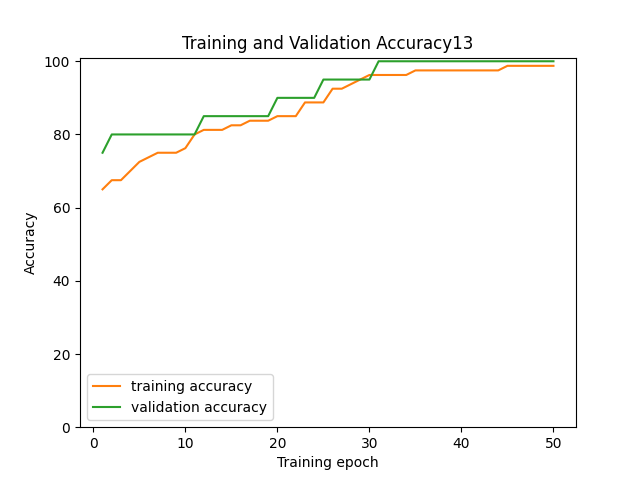 Training and Validation Accuracy13
100
80
60
40
20
0
Accuracy
training accuracy
validation accuracy
0 10 20 30 40 50
Training epoch